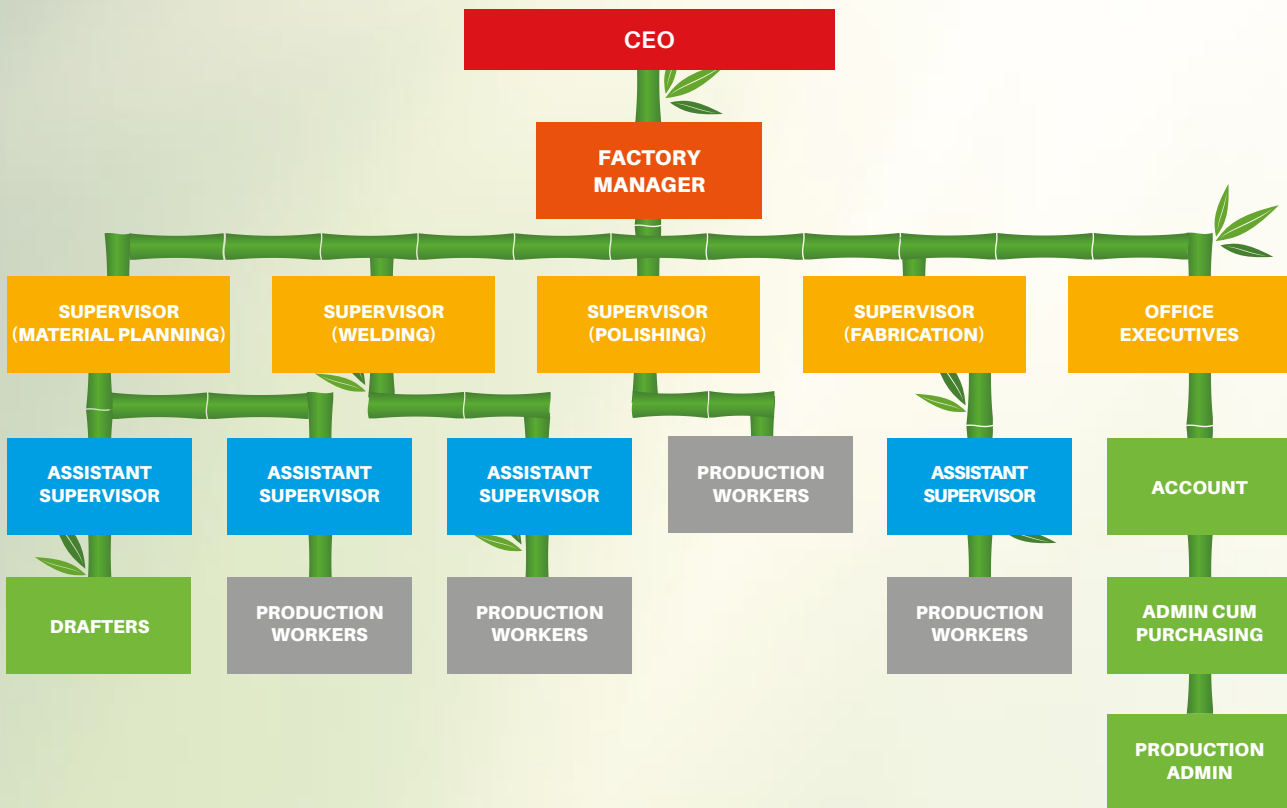 CEO
FACTORY
MANAGER
SUPERVISOR
(MATERIAL PLANNING)
SUPERVISOR
(WELDING)
SUPERVISOR
(POLISHING)
SUPERVISOR
(FABRICATION)
OFFICE
EXECUTIVES
ASSISTANT
SUPERVISOR
ASSISTANT
SUPERVISOR
ASSISTANT
SUPERVISOR
PRODUCTION
WORKERS
ASSISTANT
SUPERVISOR
ACCOUNT
DRAFTERS
PRODUCTION
WORKERS
PRODUCTION
WORKERS
PRODUCTION
WORKERS
ADMIN CUM
PURCHASING
PRODUCTION
ADMIN